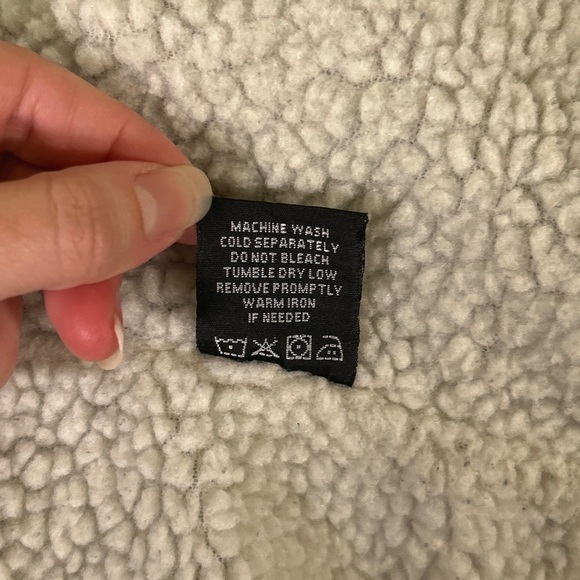 MACHINE WASH
COLD SEPARATELY
DO NOT BLEACH
TUMBLE DRY LOW
REMOVE PROMPTLY
WARM IRON
IF NEEDED